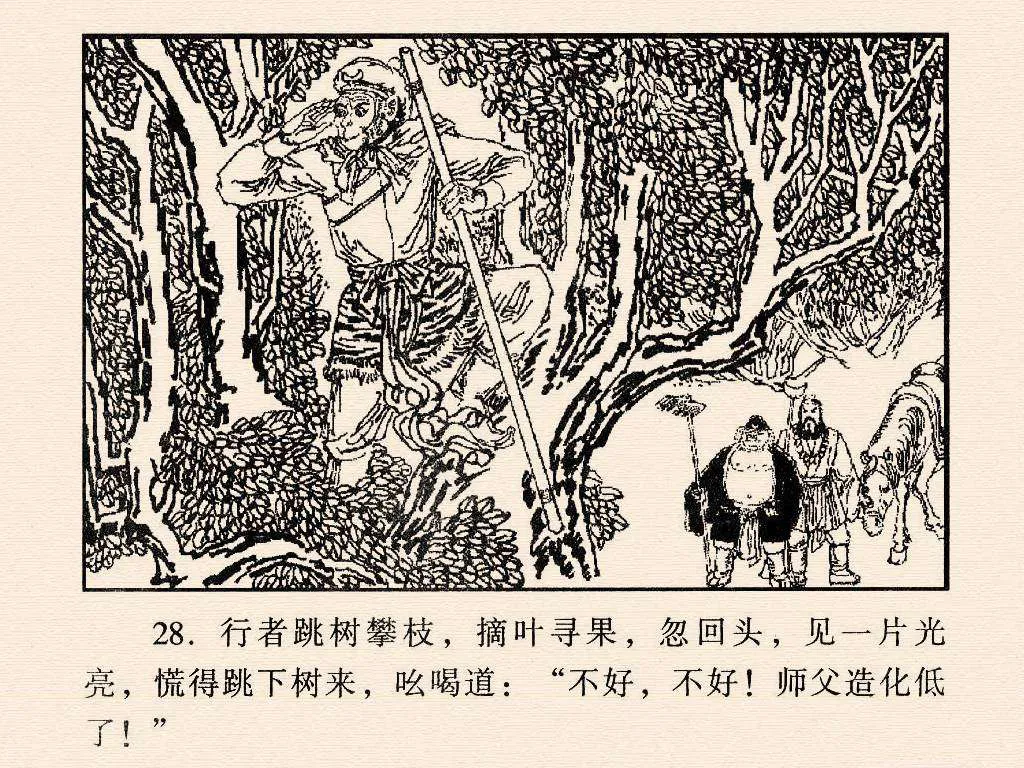 28. 行者跳树攀枝，摘叶寻果，忽回头，见一片光
亮，慌得跳下树来，吆喝道：“不好，不好！师父造化低
了！”